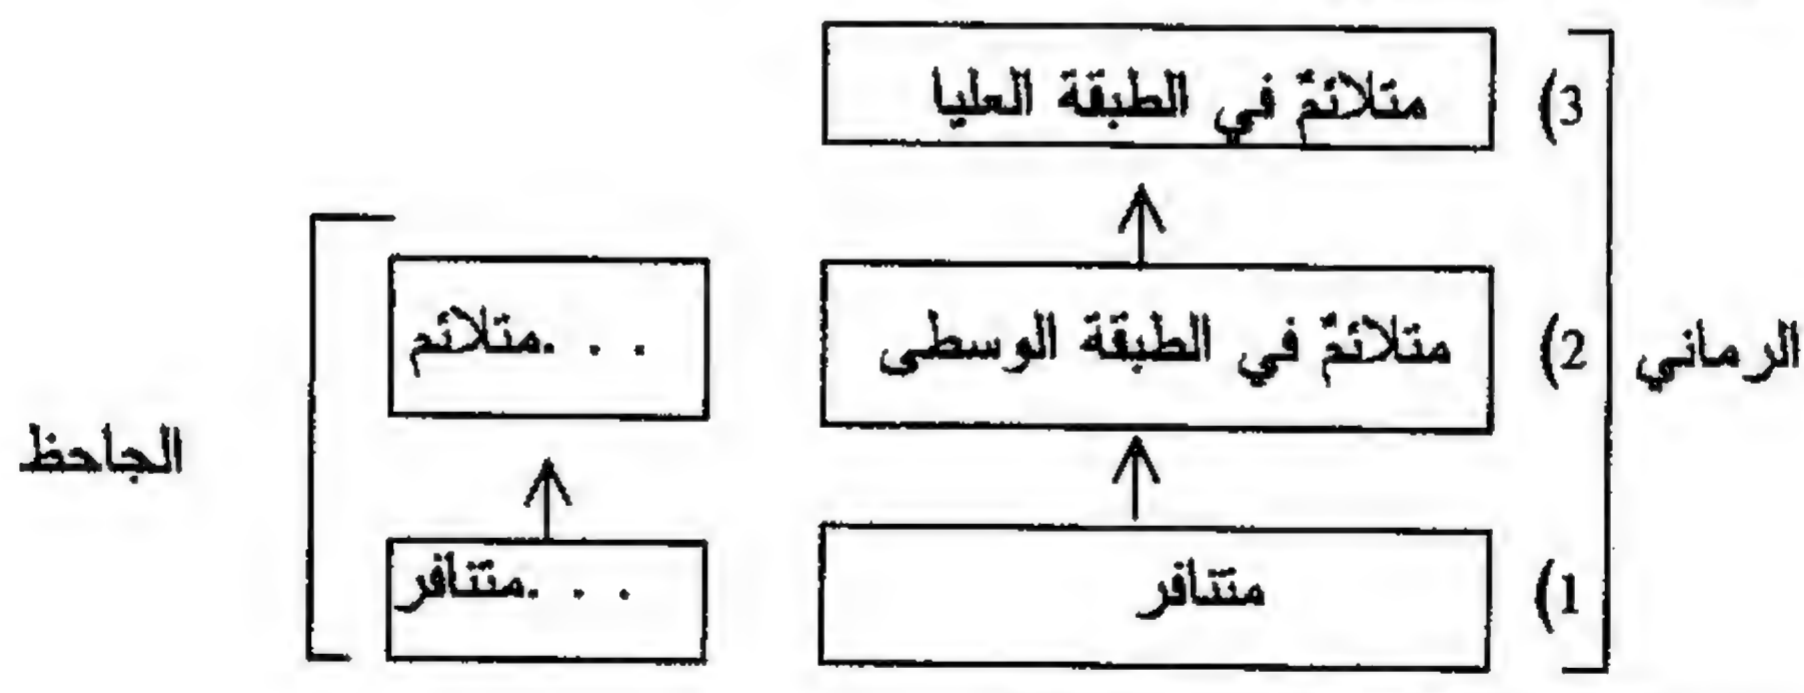 3) متلائمٌ في الطبقة العليا
الرماني
2) متلائمٌ في الطبقة الوسطى
. . .متلائم
الجاحظ
1) متنافر
. . .متنافر